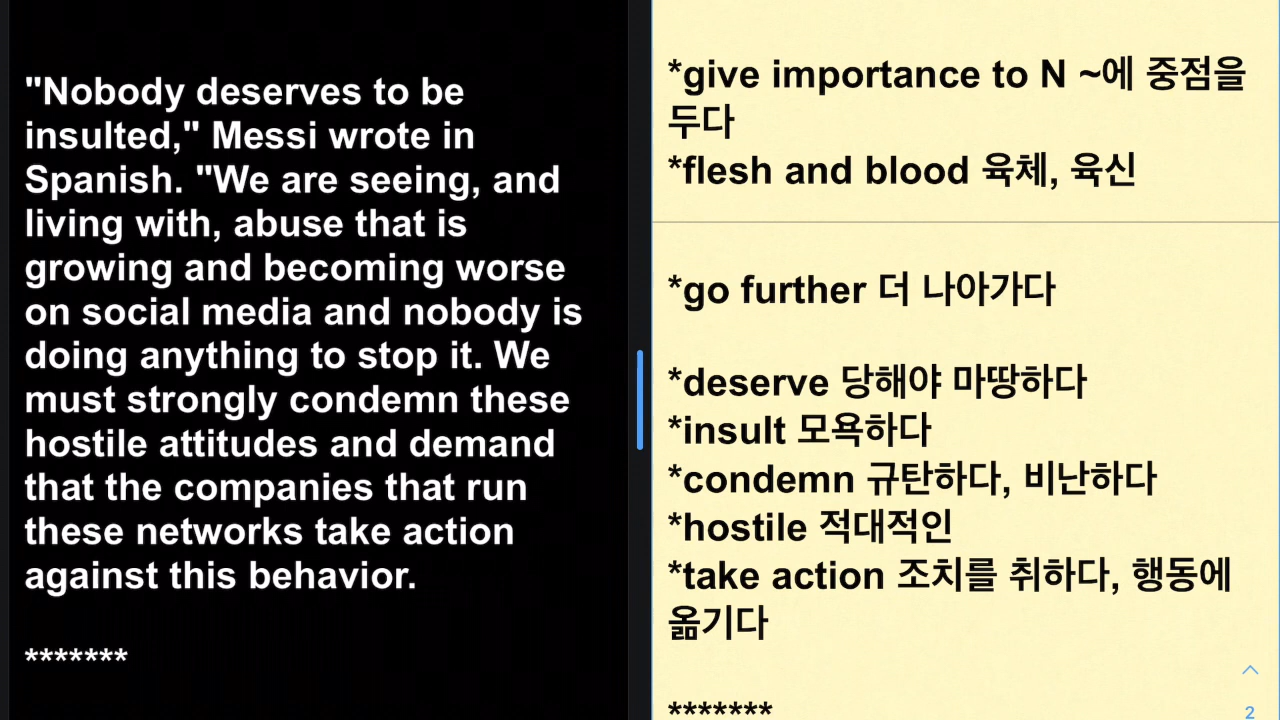 "Nobody deserves to be
insulted," Messi wrote in
Spanish. "We are seeing, and
living with, abuse that is
growing and becoming worse
on social media and nobody is
doing anything to stop it. We
must strongly condemn these
hostile attitudes and demand
that the companies that run
these networks take action
against this behavior.
*******
*give importance to N ~에 중점을
두다
*flesh and blood 육체, 육신
*go further 더 나아가다
*deserve 당해야 마땅하다
*insult 모욕하다
*condemn 규탄하다, 비난하다
*hostile 적대적인
*take action 조치를 취하다, 행동에
옮기다
*******
2